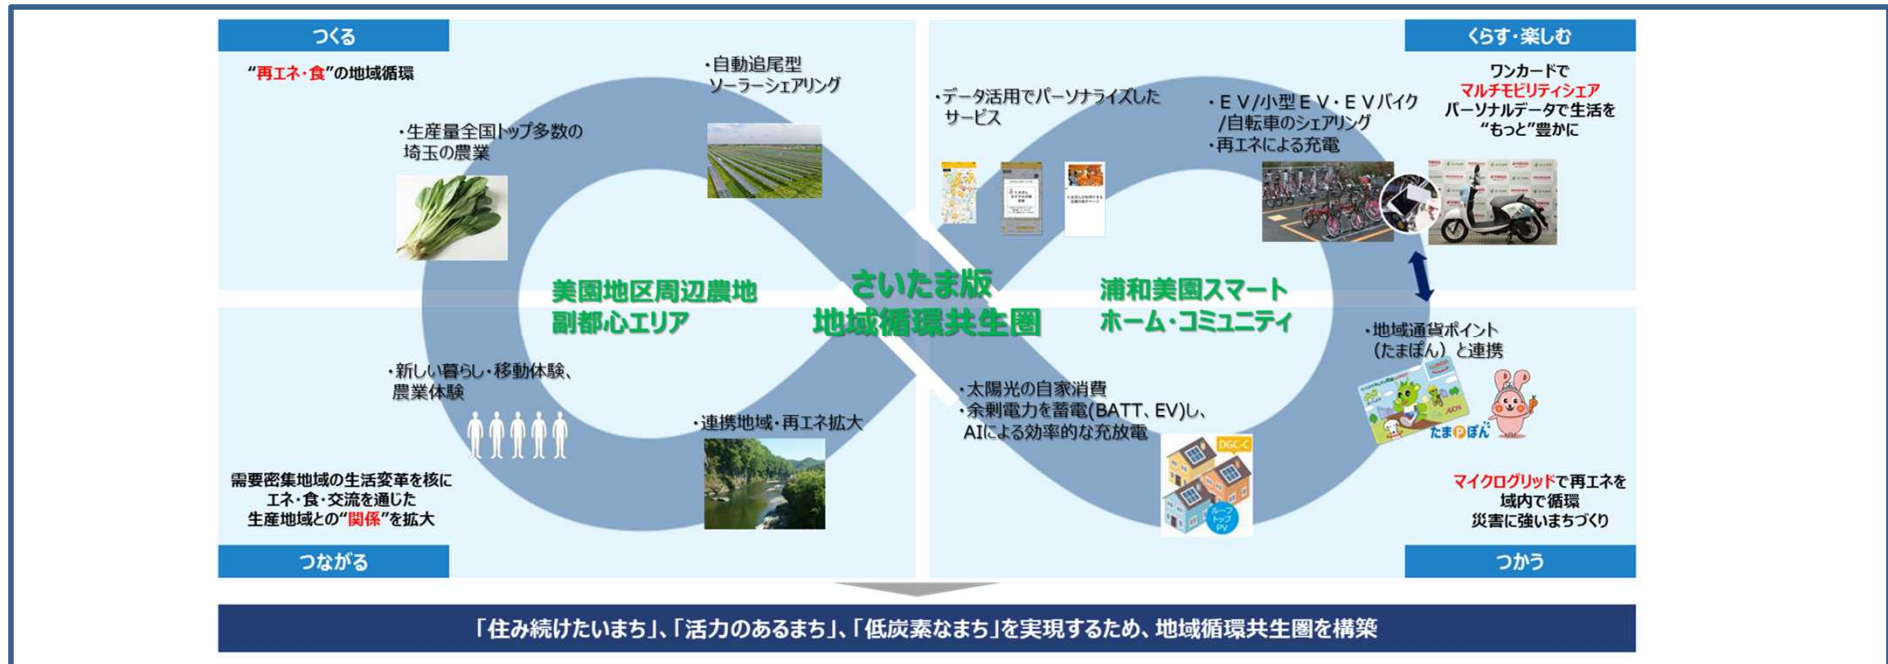 つくる
“再エネ・食”の地域循環
・生産量全国トップ多数の
埼玉の農業
・自動追尾型
ソーラーシェアリング
・データ活用でパーソナライズした
サービス
・ＥＶ/小型ＥＶ・ＥＶバイク
/自転車のシェアリング
・再エネによる充電
くらす・楽しむ
ワンカードで
マルチモビリティシェア
パーソナルデータで生活を
“もっと”豊かに
美園地区周辺農地
副都心エリア
さいたま版
地域循環共生圏
浦和美園スマート
ホーム・コミュニティ
・新しい暮らし・移動体験、
農業体験
・連携地域・再エネ拡大
需要密集地域の生活変革を核に
エネ・食・交流を通じた
生産地域との“関係”を拡大
つながる
・太陽光の自家消費
・余剰電力を蓄電(BATT、EV)し、
AIによる効率的な充放電
DGC-C
ルーフ
トップ
PV
・地域通貨ポイント
（たまぽん）と連携
たまPぽん
マイクログリッドで再エネを
域内で循環
災害に強いまちづくり
つかう
「住み続けたいまち」、「活力のあるまち」、「低炭素なまち」を実現するため、地域循環共生圏を構築